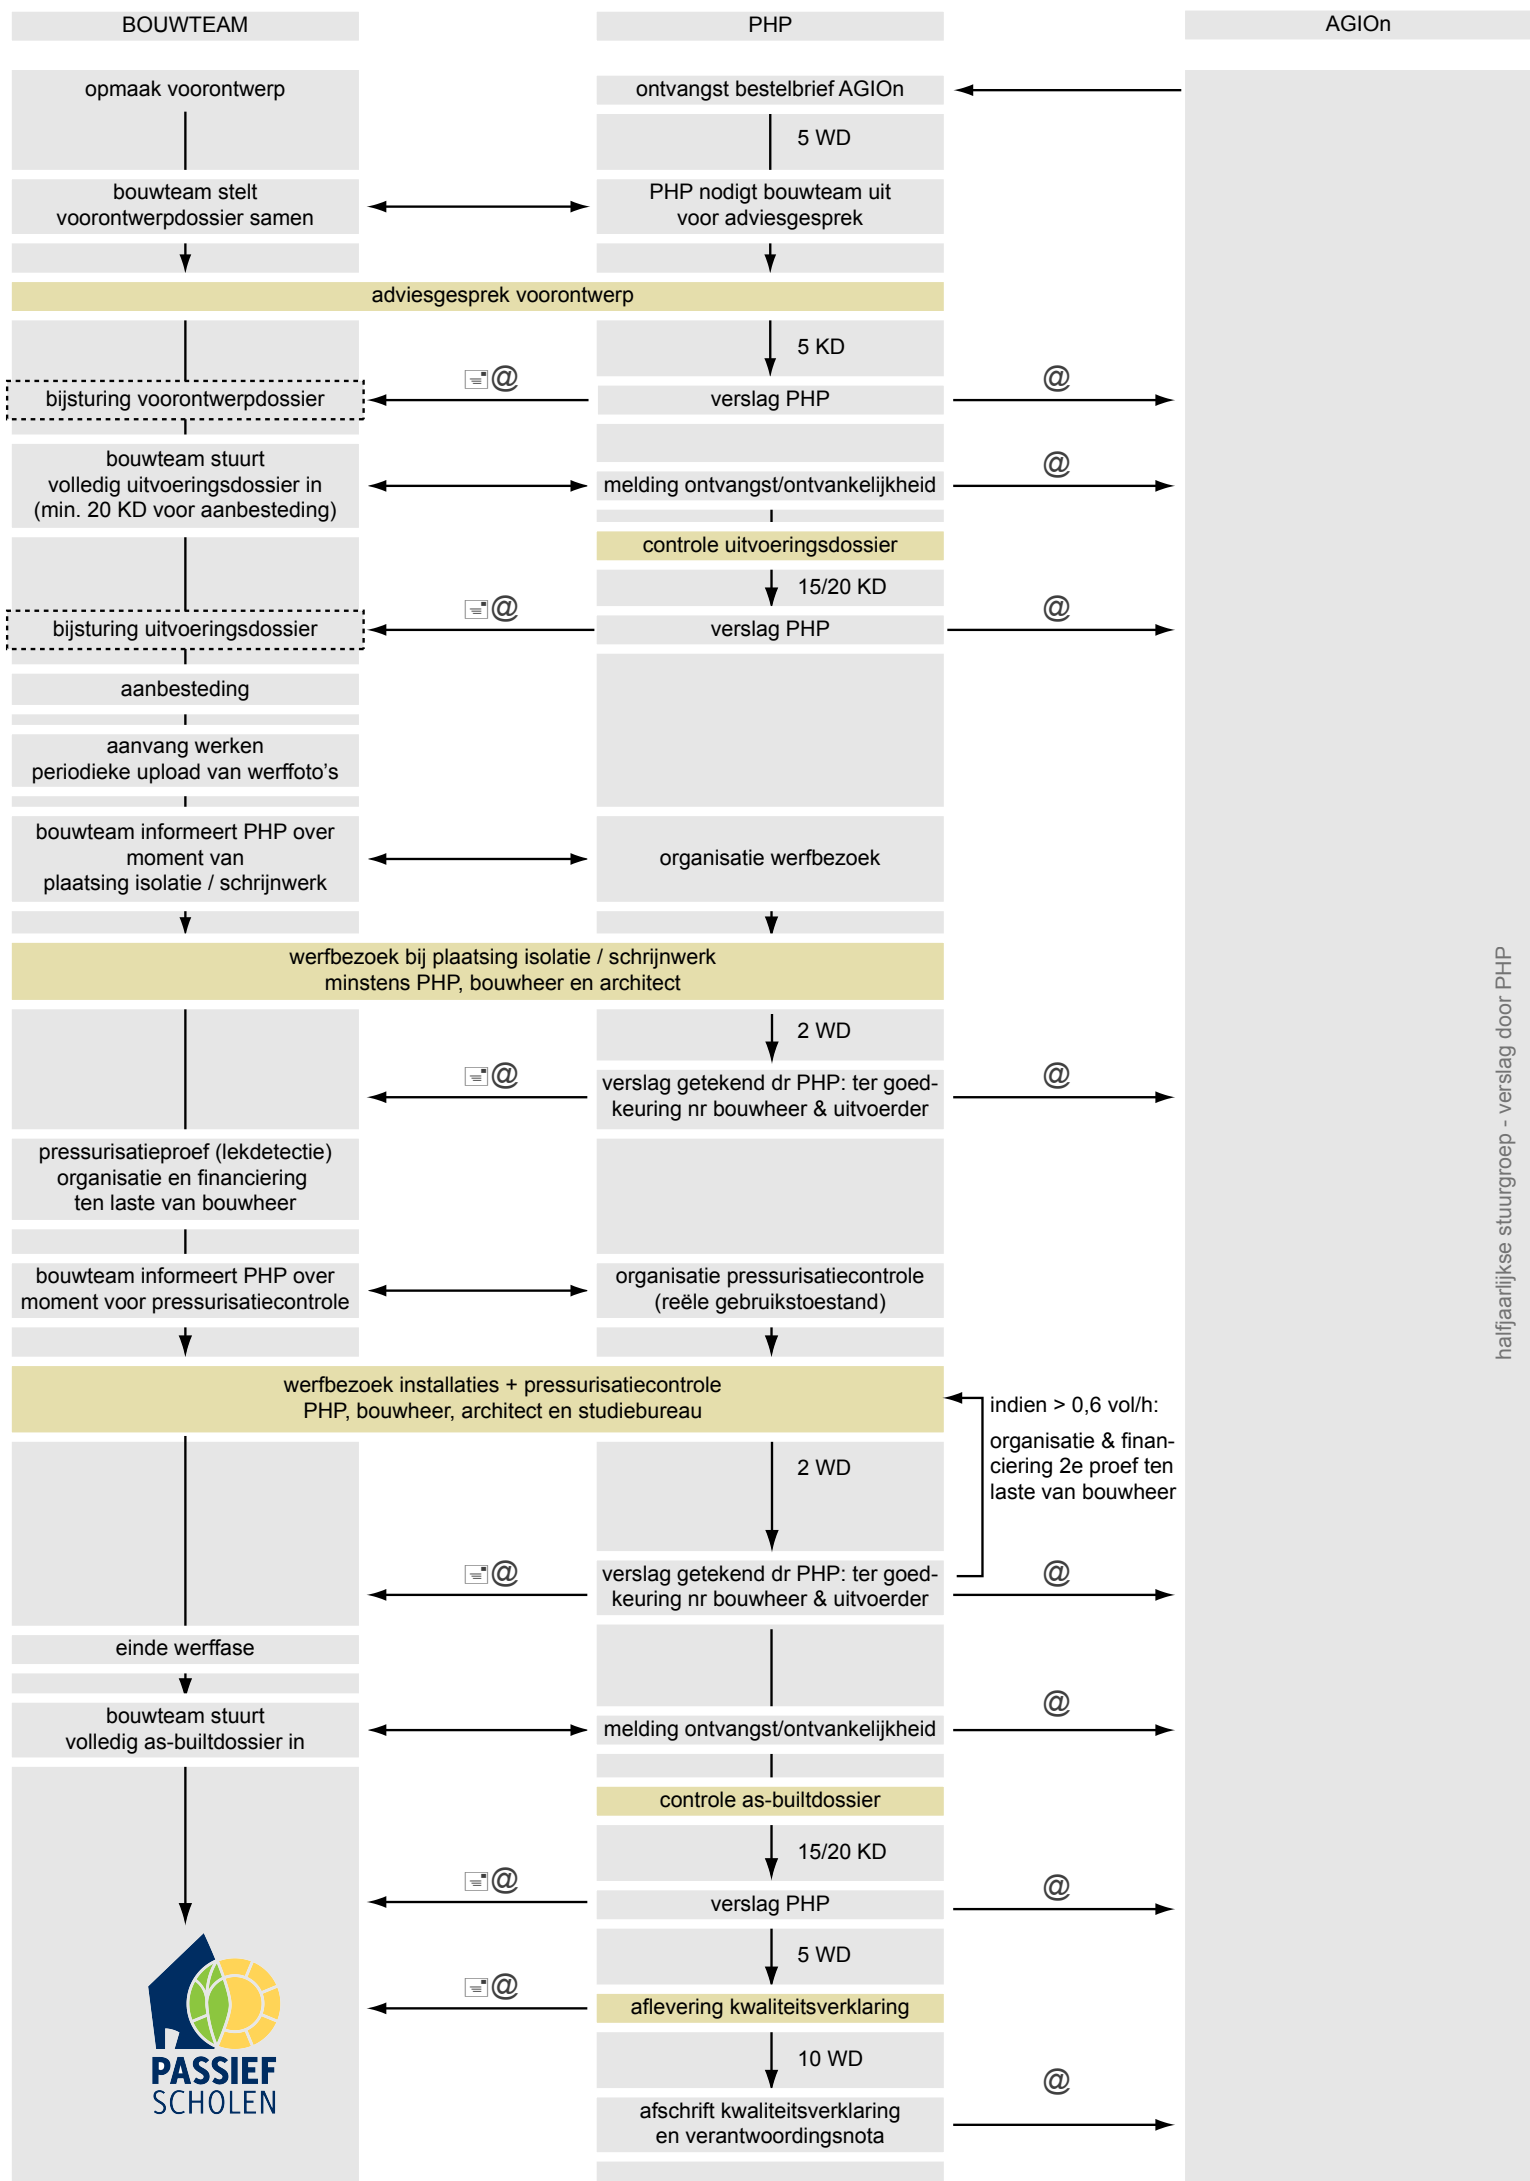 BOUWTEAM
PHP
AGIOn
opmaak voorontwerp
ontvangst bestelbrief AGIOn
5 WD
bouwteam stelt
voorontwerpdossier samen
PHP nodigt bouwteam uit
voor adviesgesprek
adviesgesprek voorontwerp
5 KD
@
@
bijsturing voorontwerpdossier
verslag PHP
bouwteam stuurt
volledig uitvoeringsdossier in
(min. 20 KD voor aanbesteding)
melding ontvangst/ontvankelijkheid
@
controle uitvoeringsdossier
15/20 KD
@
@
bijsturing uitvoeringsdossier
verslag PHP
aanbesteding
aanvang werken
periodieke upload van werffoto's
bouwteam informeert PHP over
moment van
plaatsing isolatie / schrijnwerk
organisatie werfbezoek
werfbezoek bij plaatsing isolatie / schrijnwerk
minstens PHP, bouwheer en architect
2 WD
@
verslag getekend dr PHP: ter goed-
keuring nr bouwheer & uitvoerder
@
pressurisatieproef (lekdetectie)
organisatie en financiering
ten laste van bouwheer
bouwteam informeert PHP over
moment voor pressurisatiecontrole
organisatie pressurisatiecontrole
(reële gebruikstoestand)
halfjaarlijkse stuurgroep - verslag door PHP
werfbezoek installaties + pressurisatiecontrole
PHP, bouwheer, architect en studiebureau
indien > 0,6 vol/h:
organisatie & finan-
ciering 2e proef ten
laste van bouwheer
2 WD
@
verslag getekend dr PHP: ter goed-
keuring nr bouwheer & uitvoerder
@
einde werffase
bouwteam stuurt
volledig as-builtdossier in
melding ontvangst/ontvankelijkheid
@
controle as-builtdossier
15/20 KD
@
verslag PHP
@
5 WD
@
aflevering kwaliteitsverklaring
10 WD
PASSIEF
SCHOLEN
afschrift kwaliteitsverklaring
en verantwoordingsnota
@